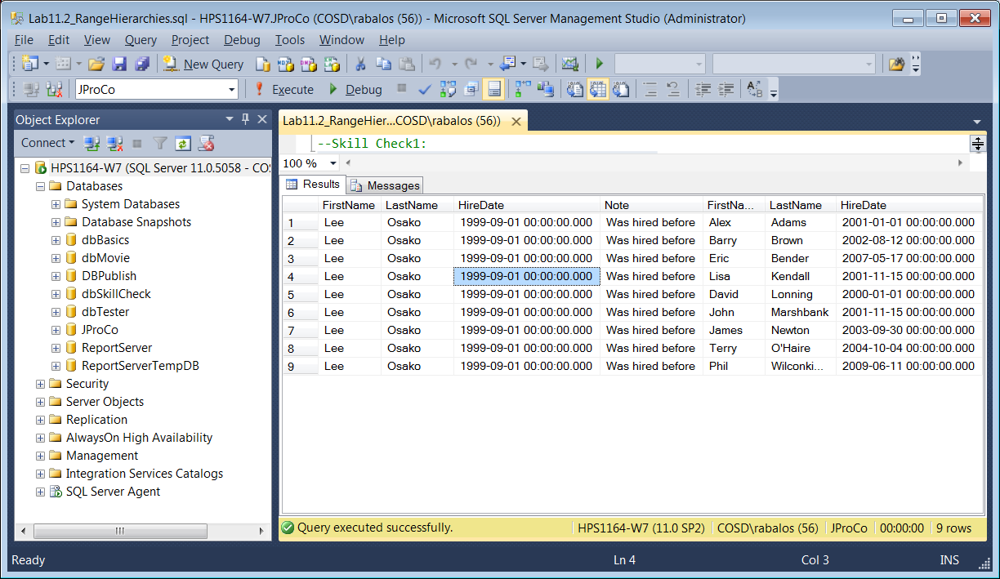 Lab11.2_RangeHierarchies.sql - HPS1164-W7.JProCo (COSD\rabalos (56)) - Microsoft SQL Server Management Studio (Administrator)
File Edit View Query Project Debug Tools Window Help
New Query
JProCo Execute Debug
Object Explorer
Connect
HPS1164-W7 (SQL Server 11.0.5058 - COS
Databases
System Databases
Database Snapshots
dbBasics
dbMovie
DBPublish
dbSkillCheck
dbTester
JProCo
ReportServer
ReportServerTempDB
Security
Server Objects
Replication
AlwaysOn High Availability
Management
Integration Services Catalogs
SQL Server Agent
Lab11.2_RangeHier...COSD\rabalos (56))
--Skill Check1:
100 %
Results Messages
FirstName LastName HireDate Note FirstNa... LastName HireDate
1 Lee Osako 1999-09-01 00:00:00.000 Was hired before Alex Adams 2001-01-01 00:00:00.000
2 Lee Osako 1999-09-01 00:00:00.000 Was hired before Barry Brown 2002-08-12 00:00:00.000
3 Lee Osako 1999-09-01 00:00:00.000 Was hired before Eric Bender 2007-05-17 00:00:00.000
4 Lee Osako 1999-09-01 00:00:00.000 Was hired before Lisa Kendall 2001-11-15 00:00:00.000
5 Lee Osako 1999-09-01 00:00:00.000 Was hired before David Lonning 2000-01-01 00:00:00.000
6 Lee Osako 1999-09-01 00:00:00.000 Was hired before John Marshbank 2001-11-15 00:00:00.000
7 Lee Osako 1999-09-01 00:00:00.000 Was hired before James Newton 2003-09-30 00:00:00.000
8 Lee Osako 1999-09-01 00:00:00.000 Was hired before Terry O'Haire 2004-10-04 00:00:00.000
9 Lee Osako 1999-09-01 00:00:00.000 Was hired before Phil Wilconki... 2009-06-11 00:00:00.000
Query executed successfully. HPS1164-W7 (11.0 SP2) COSD\rabalos (56) JProCo 00:00:00 9 rows
Ready Ln 4 Col 3 INS